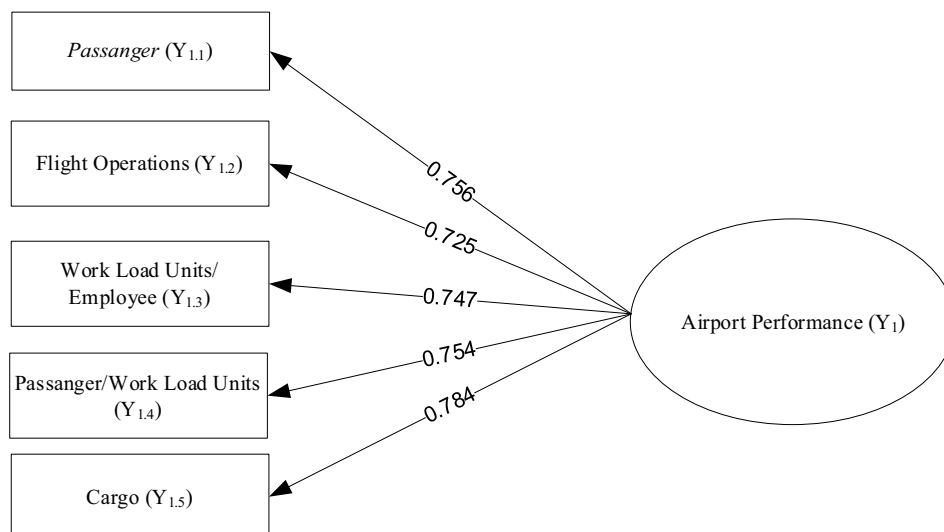 Passanger (Y1.1)
0.756
Flight Operations (Y1.2)
0.725
Work Load Units/
Employee (Y1.3)
0.747
Airport Performance (Y1)
Passanger/Work Load Units
(Y1.4)
0.754
0.784
Cargo (Y1.5)